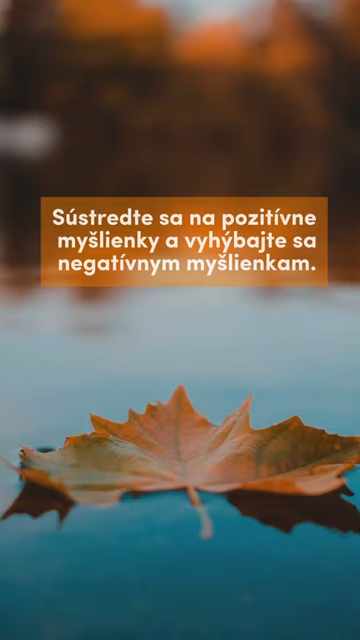 Sústredte sa na pozitívne
myšlienky a vyhýbajte sa
negatívnym myšlienkam.